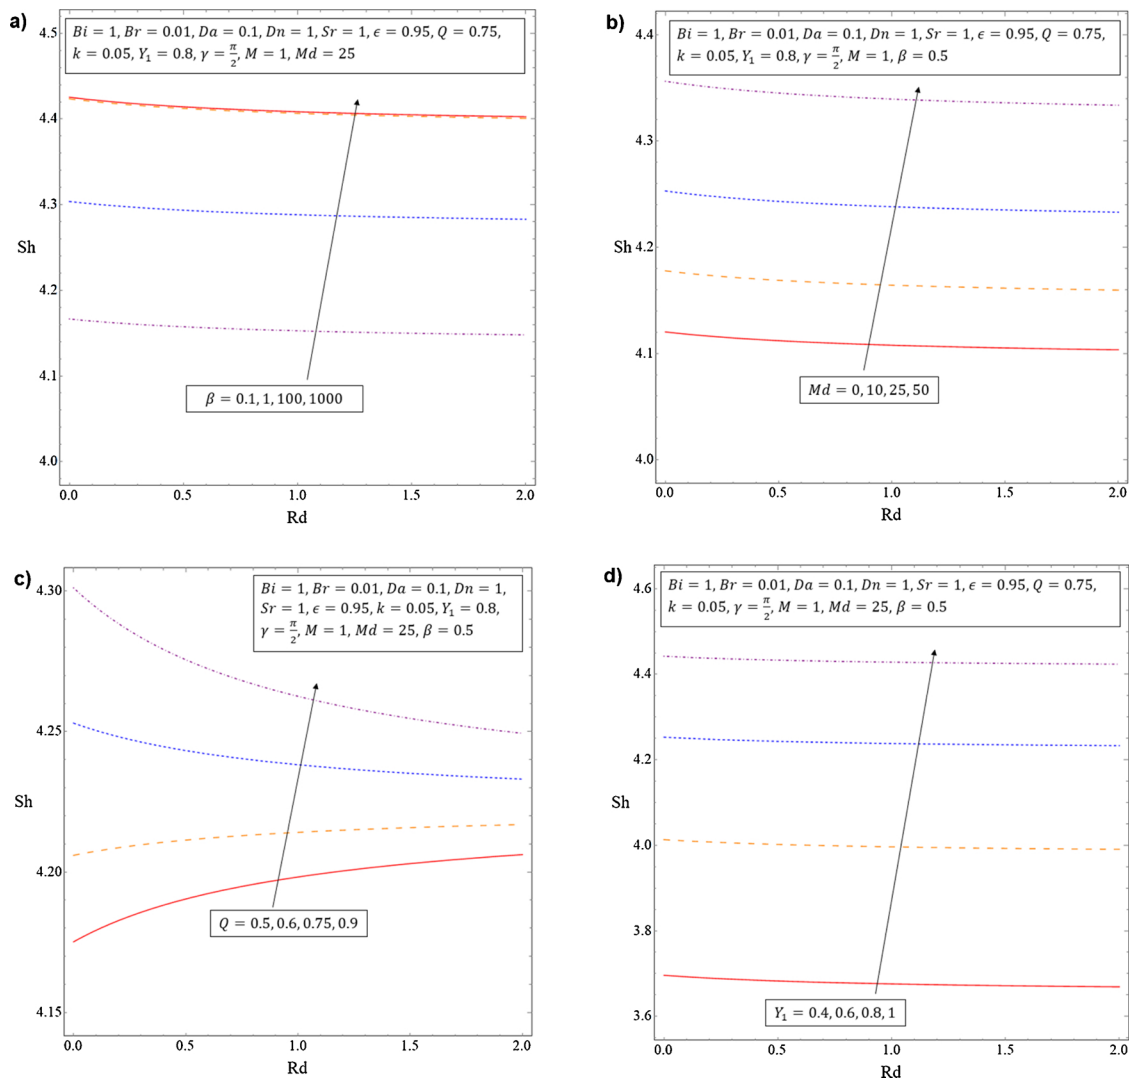 a)
Bi = 1, Br = 0.01, Da = 0.1, Dn = 1, Sr = 1, ϵ = 0.95, Q = 0.75,
k = 0.05, Y₁ = 0.8, γ = π/2, M = 1, Md = 25
4.5
4.4
4.3
Sh
4.2
4.1
4.0
β = 0.1, 1, 100, 1000
0.0 0.5 1.0 1.5 2.0
Rd
b)
Bi = 1, Br = 0.01, Da = 0.1, Dn = 1, Sr = 1, ϵ = 0.95, Q = 0.75,
k = 0.05, Y₁ = 0.8, γ = π/2, M = 1, β = 0.5
4.4
4.3
Sh
4.2
4.1
4.0
Md = 0, 10, 25, 50
0.0 0.5 1.0 1.5 2.0
Rd
c)
Bi = 1, Br = 0.01, Da = 0.1, Dn = 1,
Sr = 1, ϵ = 0.95, k = 0.05, Y₁ = 0.8,
γ = π/2, M = 1, Md = 25, β = 0.5
4.30
4.25
Sh
4.20
4.15
Q = 0.5, 0.6, 0.75, 0.9
0.0 0.5 1.0 1.5 2.0
Rd
d)
Bi = 1, Br = 0.01, Da = 0.1, Dn = 1, Sr = 1, ϵ = 0.95, Q = 0.75,
k = 0.05, γ = π/2, M = 1, Md = 25, β = 0.5
4.6
4.4
4.2
Sh
4.0
3.8
3.6
Y₁ = 0.4, 0.6, 0.8, 1
0.0 0.5 1.0 1.5 2.0
Rd